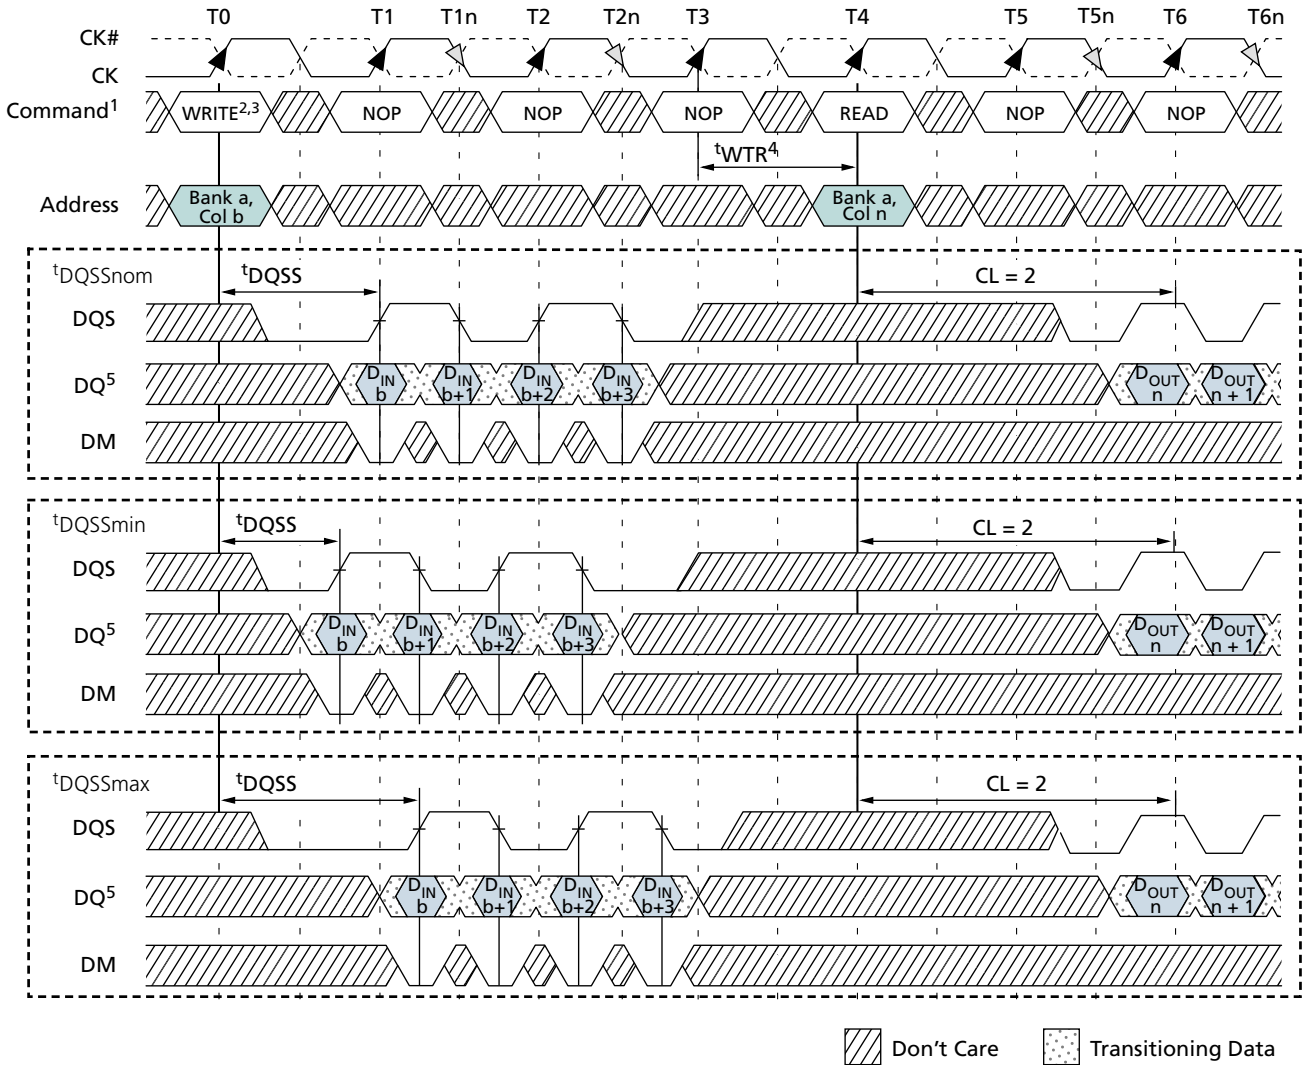 T0 T1 T1n T2 T2n T3 T4 T5 T5n T6 T6n
CK#
CK
Command¹ WRITE²,³ NOP NOP NOP READ NOP NOP
ᵗWTR⁴
Address Bank a, Col b Bank a, Col n
ᵗDQSSnom ᵗDQSS CL = 2
DQS
DQ⁵ DIN b DIN b+1 DIN b+2 DIN b+3 DOUT n DOUT n + 1
DM
ᵗDQSSmin ᵗDQSS CL = 2
DQS
DQ⁵ DIN b DIN b+1 DIN b+2 DIN b+3 DOUT n DOUT n + 1
DM
ᵗDQSSmax ᵗDQSS CL = 2
DQS
DQ⁵ DIN b DIN b+1 DIN b+2 DIN b+3 DOUT n DOUT n + 1
DM
Don't Care Transitioning Data